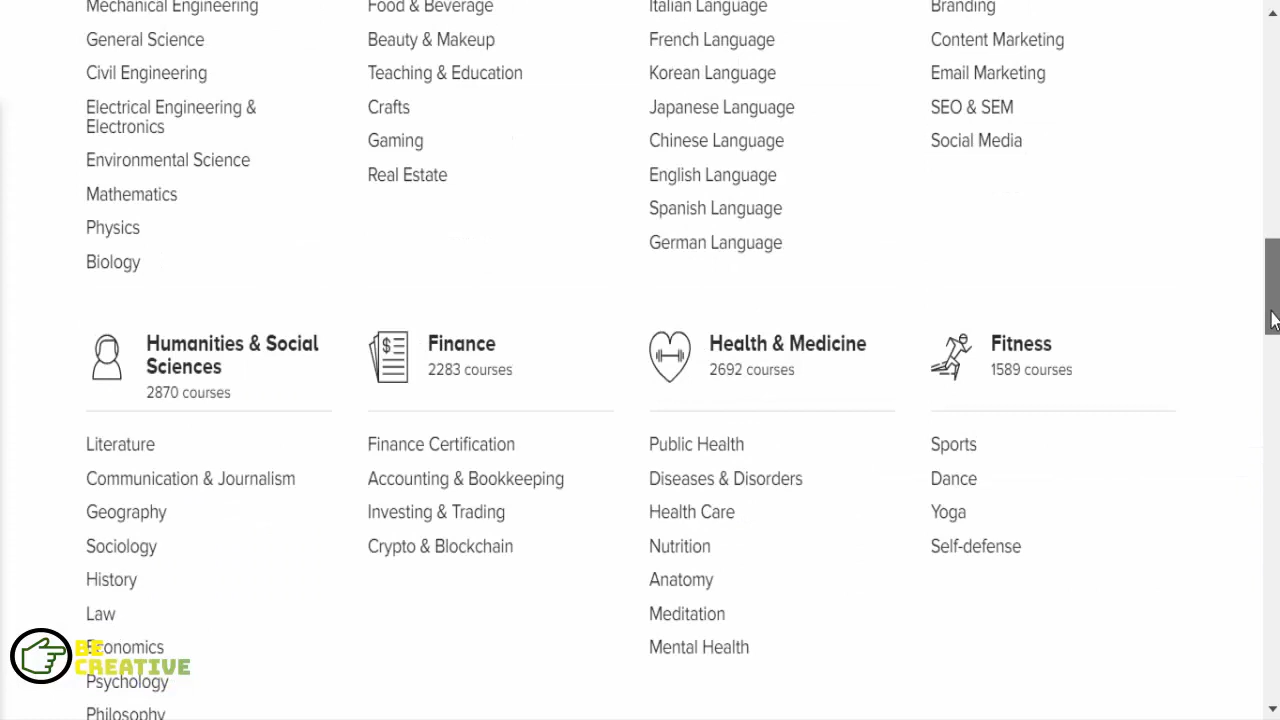 Mechanical Engineering
General Science
Civil Engineering
Electrical Engineering &
Electronics
Environmental Science
Mathematics
Physics
Biology
Food & Beverage
Beauty & Makeup
Teaching & Education
Crafts
Gaming
Real Estate
Italian Language
French Language
Korean Language
Japanese Language
Chinese Language
English Language
Spanish Language
German Language
Branding
Content Marketing
Email Marketing
SEO & SEM
Social Media
Humanities & Social
Sciences
2870 courses
Literature
Communication & Journalism
Geography
Sociology
History
Law
Economics
Psychology
Philosophy
Finance
2283 courses
Finance Certification
Accounting & Bookkeeping
Investing & Trading
Crypto & Blockchain
Health & Medicine
2692 courses
Public Health
Diseases & Disorders
Health Care
Nutrition
Anatomy
Meditation
Mental Health
Fitness
1589 courses
Sports
Dance
Yoga
Self-defense
BE
CREATIVE